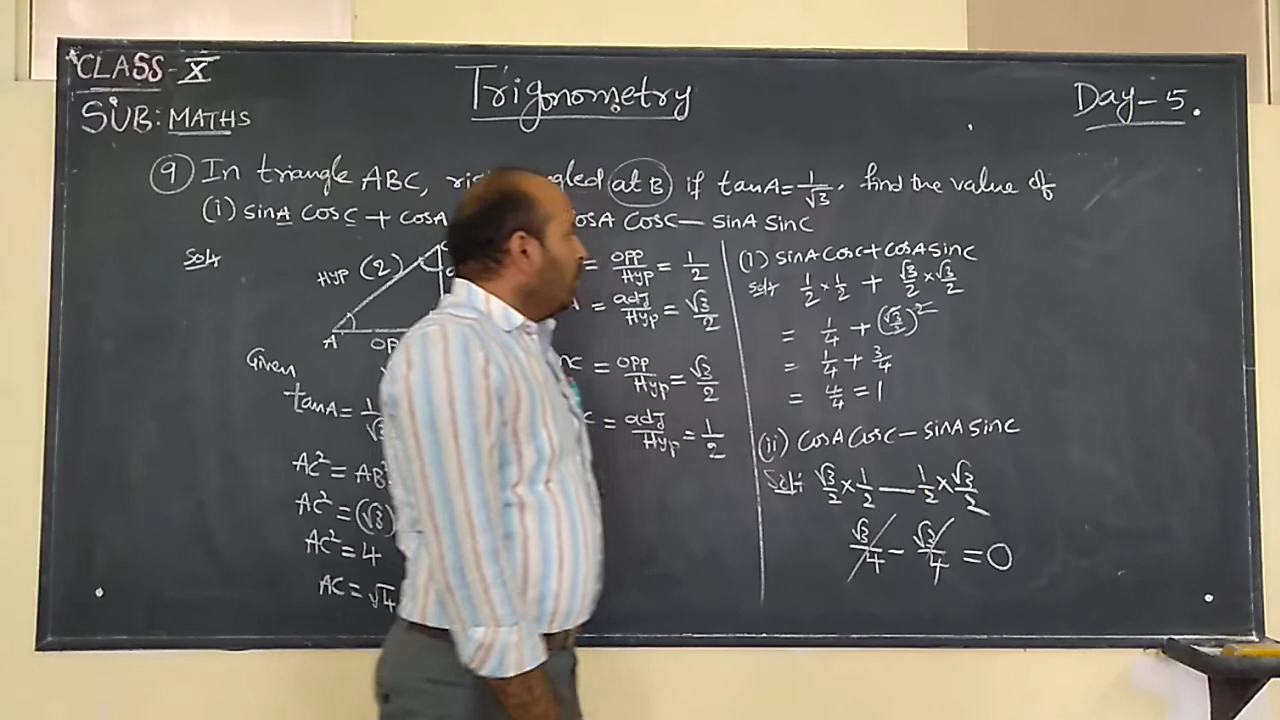 CLASS - X
SUB: MATHS
Trigonometry
Day - 5.
9 In triangle ABC, at B if tanA = 1/√3. find the value of
(i) sinA CosC + cosA CosC - sinA sinC
Soln
HYP (2)
A
Given
tanA = 1/√3
AC² = AB²
AC² = (√3)
AC² = 4
AC = √4
= opp/Hyp = 1/2
= adj/Hyp = √3/2
= opp/Hyp = √3/2
= adj/Hyp = 1/2
(i) sinA cosC + cosA sinC
Soln 1/2 × 1/2 + √3/2 × √3/2
= 1/4 + (√3/2)²
= 1/4 + 3/4
= 4/4 = 1
(ii) CosA CosC - sinA sinC
Soln: √3/2 × 1/2 - 1/2 × √3/2
√3/4 - √3/4 = 0